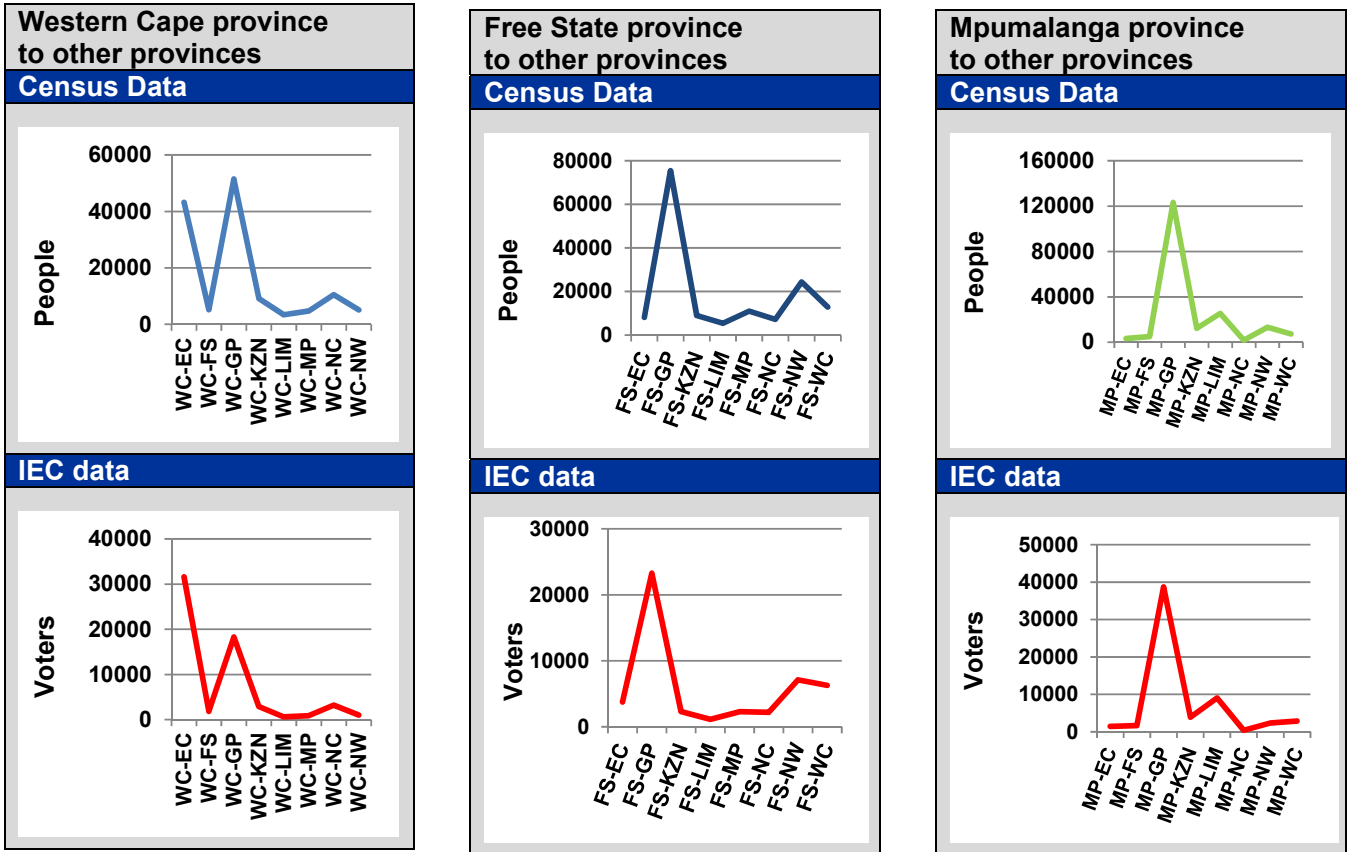 Western Cape province
to other provinces
Census Data
People
60000
40000
20000
0
WC-EC
WC-FS
WC-GP
WC-KZN
WC-LIM
WC-MP
WC-NC
WC-NW
IEC data
Voters
40000
30000
20000
10000
0
WC-EC
WC-FS
WC-GP
WC-KZN
WC-LIM
WC-MP
WC-NC
WC-NW
Free State province
to other provinces
Census Data
People
80000
60000
40000
20000
0
FS-EC
FS-GP
FS-KZN
FS-LIM
FS-MP
FS-NC
FS-NW
FS-WC
IEC data
Voters
30000
20000
10000
0
FS-EC
FS-GP
FS-KZN
FS-LIM
FS-MP
FS-NC
FS-NW
FS-WC
Mpumalanga province
to other provinces
Census Data
People
160000
120000
80000
40000
0
MP-EC
MP-FS
MP-GP
MP-KZN
MP-LIM
MP-NC
MP-NW
MP-WC
IEC data
Voters
50000
40000
30000
20000
10000
0
MP-EC
MP-FS
MP-GP
MP-KZN
MP-LIM
MP-NC
MP-NW
MP-WC